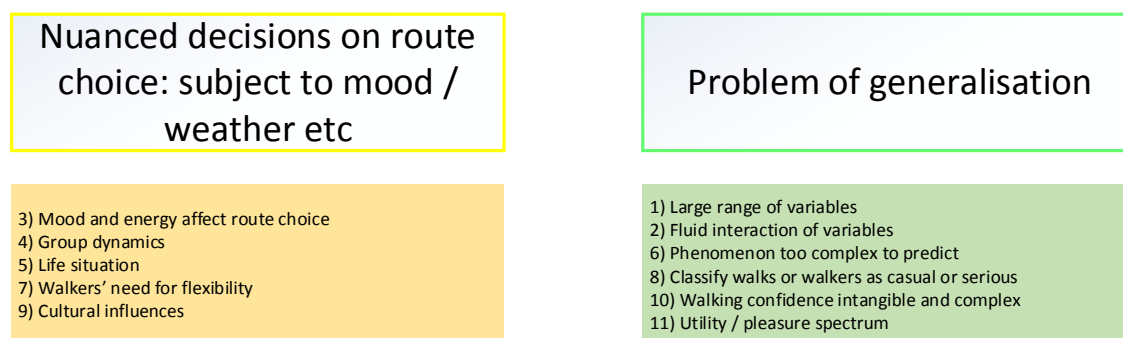 Nuanced decisions on route
choice: subject to mood /
weather etc
3) Mood and energy affect route choice
4) Group dynamics
5) Life situation
7) Walkers' need for flexibility
9) Cultural influences
Problem of generalisation
1) Large range of variables
2) Fluid interaction of variables
6) Phenomenon too complex to predict
8) Classify walks or walkers as casual or serious
10) Walking confidence intangible and complex
11) Utility / pleasure spectrum